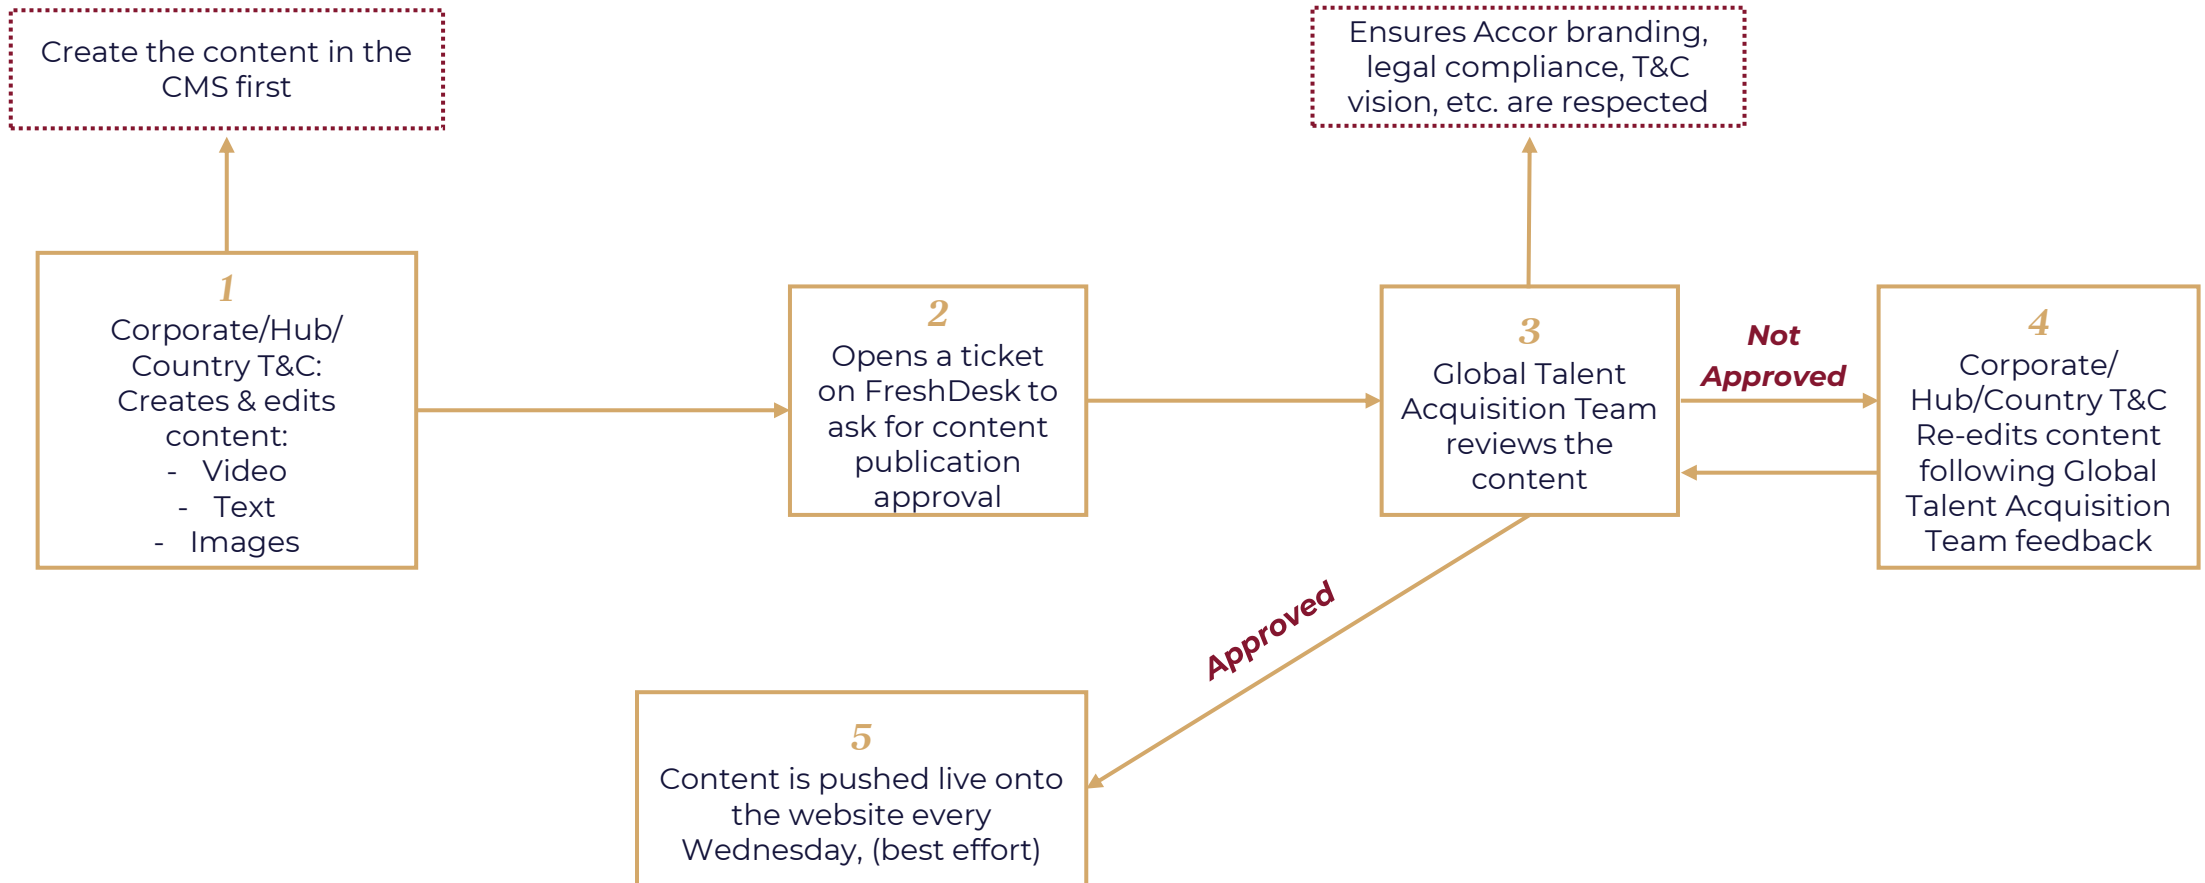 Create the content in the
CMS first
Ensures Accor branding,
legal compliance, T&C
vision, etc. are respected
1
Corporate/Hub/
Country T&C:
Creates & edits
content:
- Video
- Text
- Images
2
Opens a ticket
on FreshDesk to
ask for content
publication
approval
3
Global Talent
Acquisition Team
reviews the
content
Not
Approved
4
Corporate/
Hub/Country T&C
Re-edits content
following Global
Talent Acquisition
Team feedback
Approved
5
Content is pushed live onto
the website every
Wednesday, (best effort)